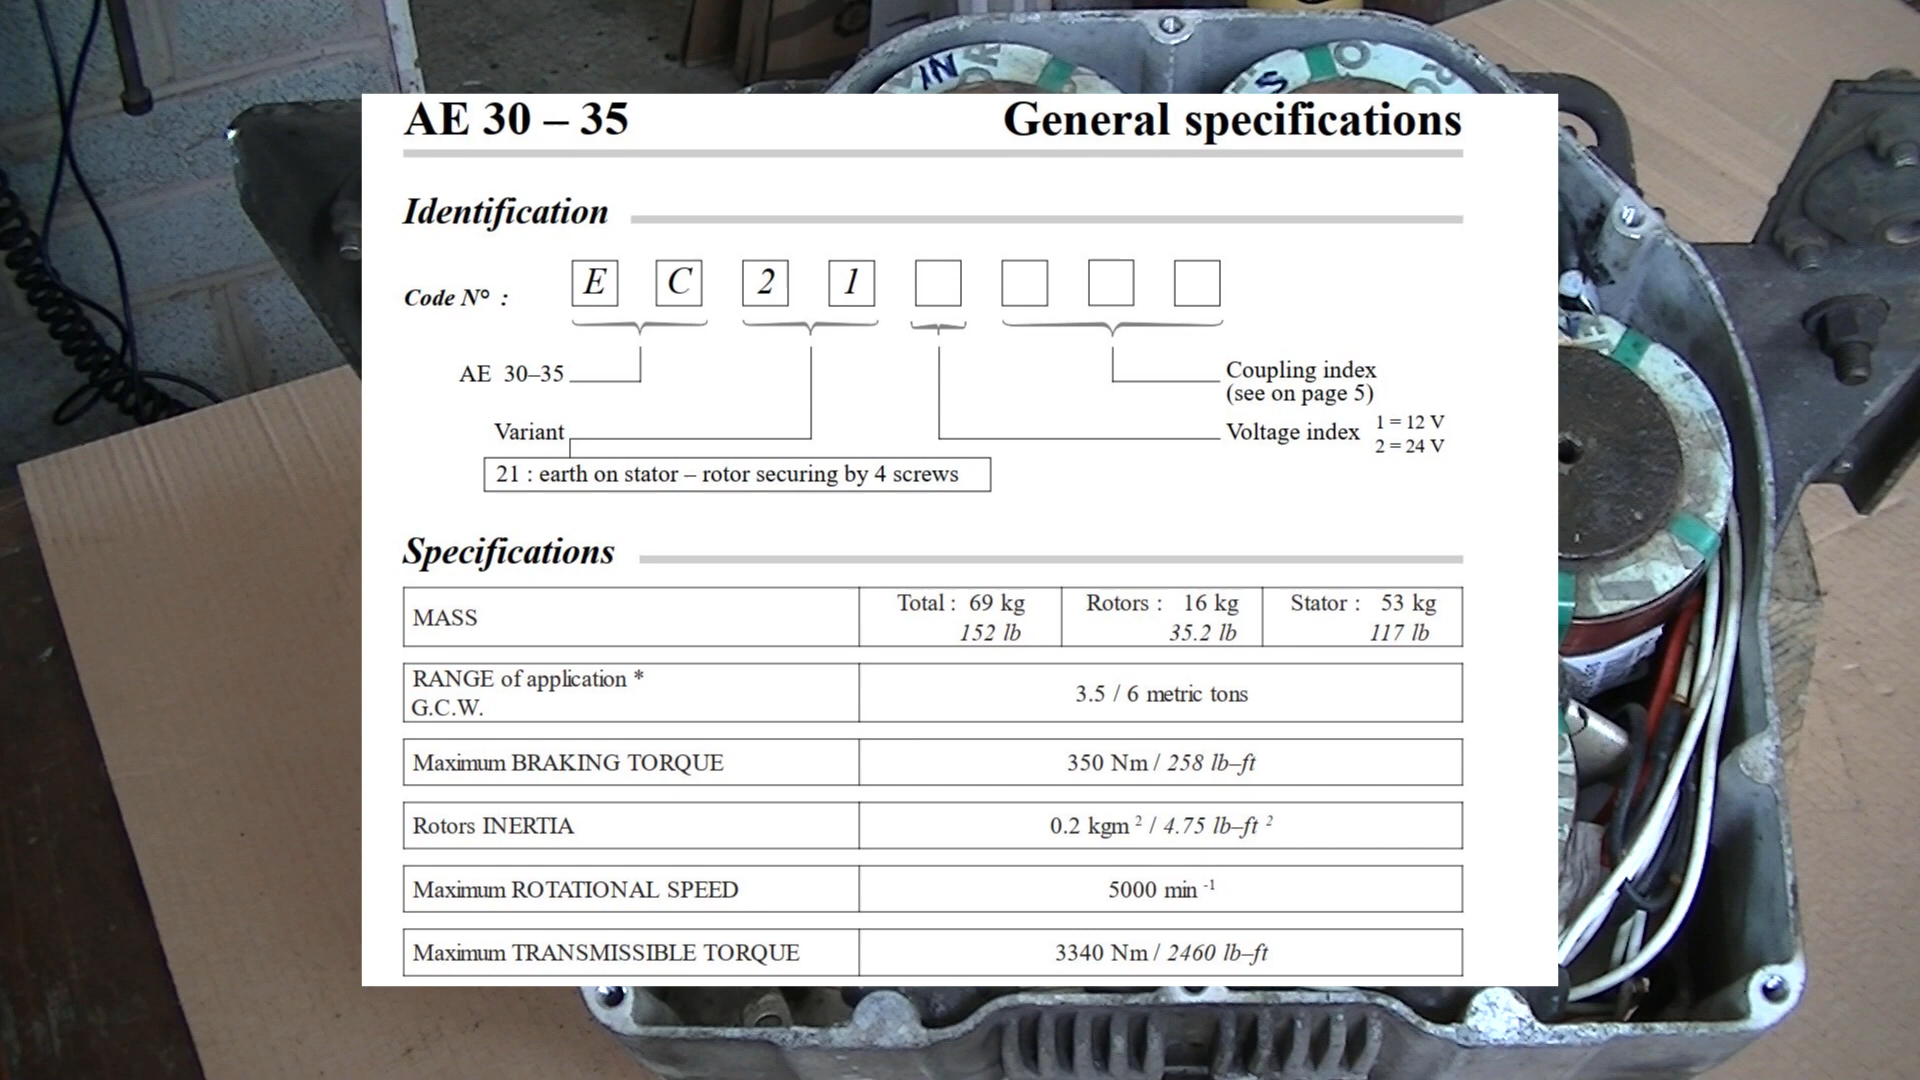 IN
S
O
AE 30 – 35 General specifications
Identification
Code N° : E C 2 1
AE 30–35
Coupling index
(see on page 5)
Variant
Voltage index 1 = 12 V
2 = 24 V
21 : earth on stator – rotor securing by 4 screws
Specifications
MASS Total : 69 kg Rotors : 16 kg Stator : 53 kg
152 lb 35.2 lb 117 lb
RANGE of application *
G.C.W. 3.5 / 6 metric tons
Maximum BRAKING TORQUE 350 Nm / 258 lb–ft
Rotors INERTIA 0.2 kgm ² / 4.75 lb–ft ²
Maximum ROTATIONAL SPEED 5000 min ⁻¹
Maximum TRANSMISSIBLE TORQUE 3340 Nm / 2460 lb–ft